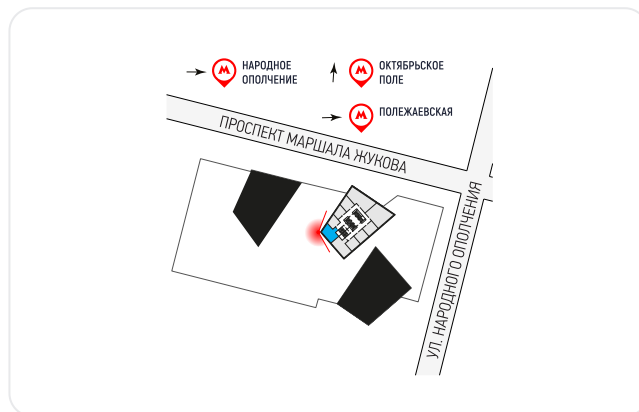 НАРОДНОЕ
ОПОЛЧЕНИЕ
ОКТЯБРЬСКОЕ
ПОЛЕ
ПОЛЕЖАЕВСКАЯ
ПРОСПЕКТ МАРШАЛА ЖУКОВА
УЛ. НАРОДНОГО ОПОЛЧЕНИЯ